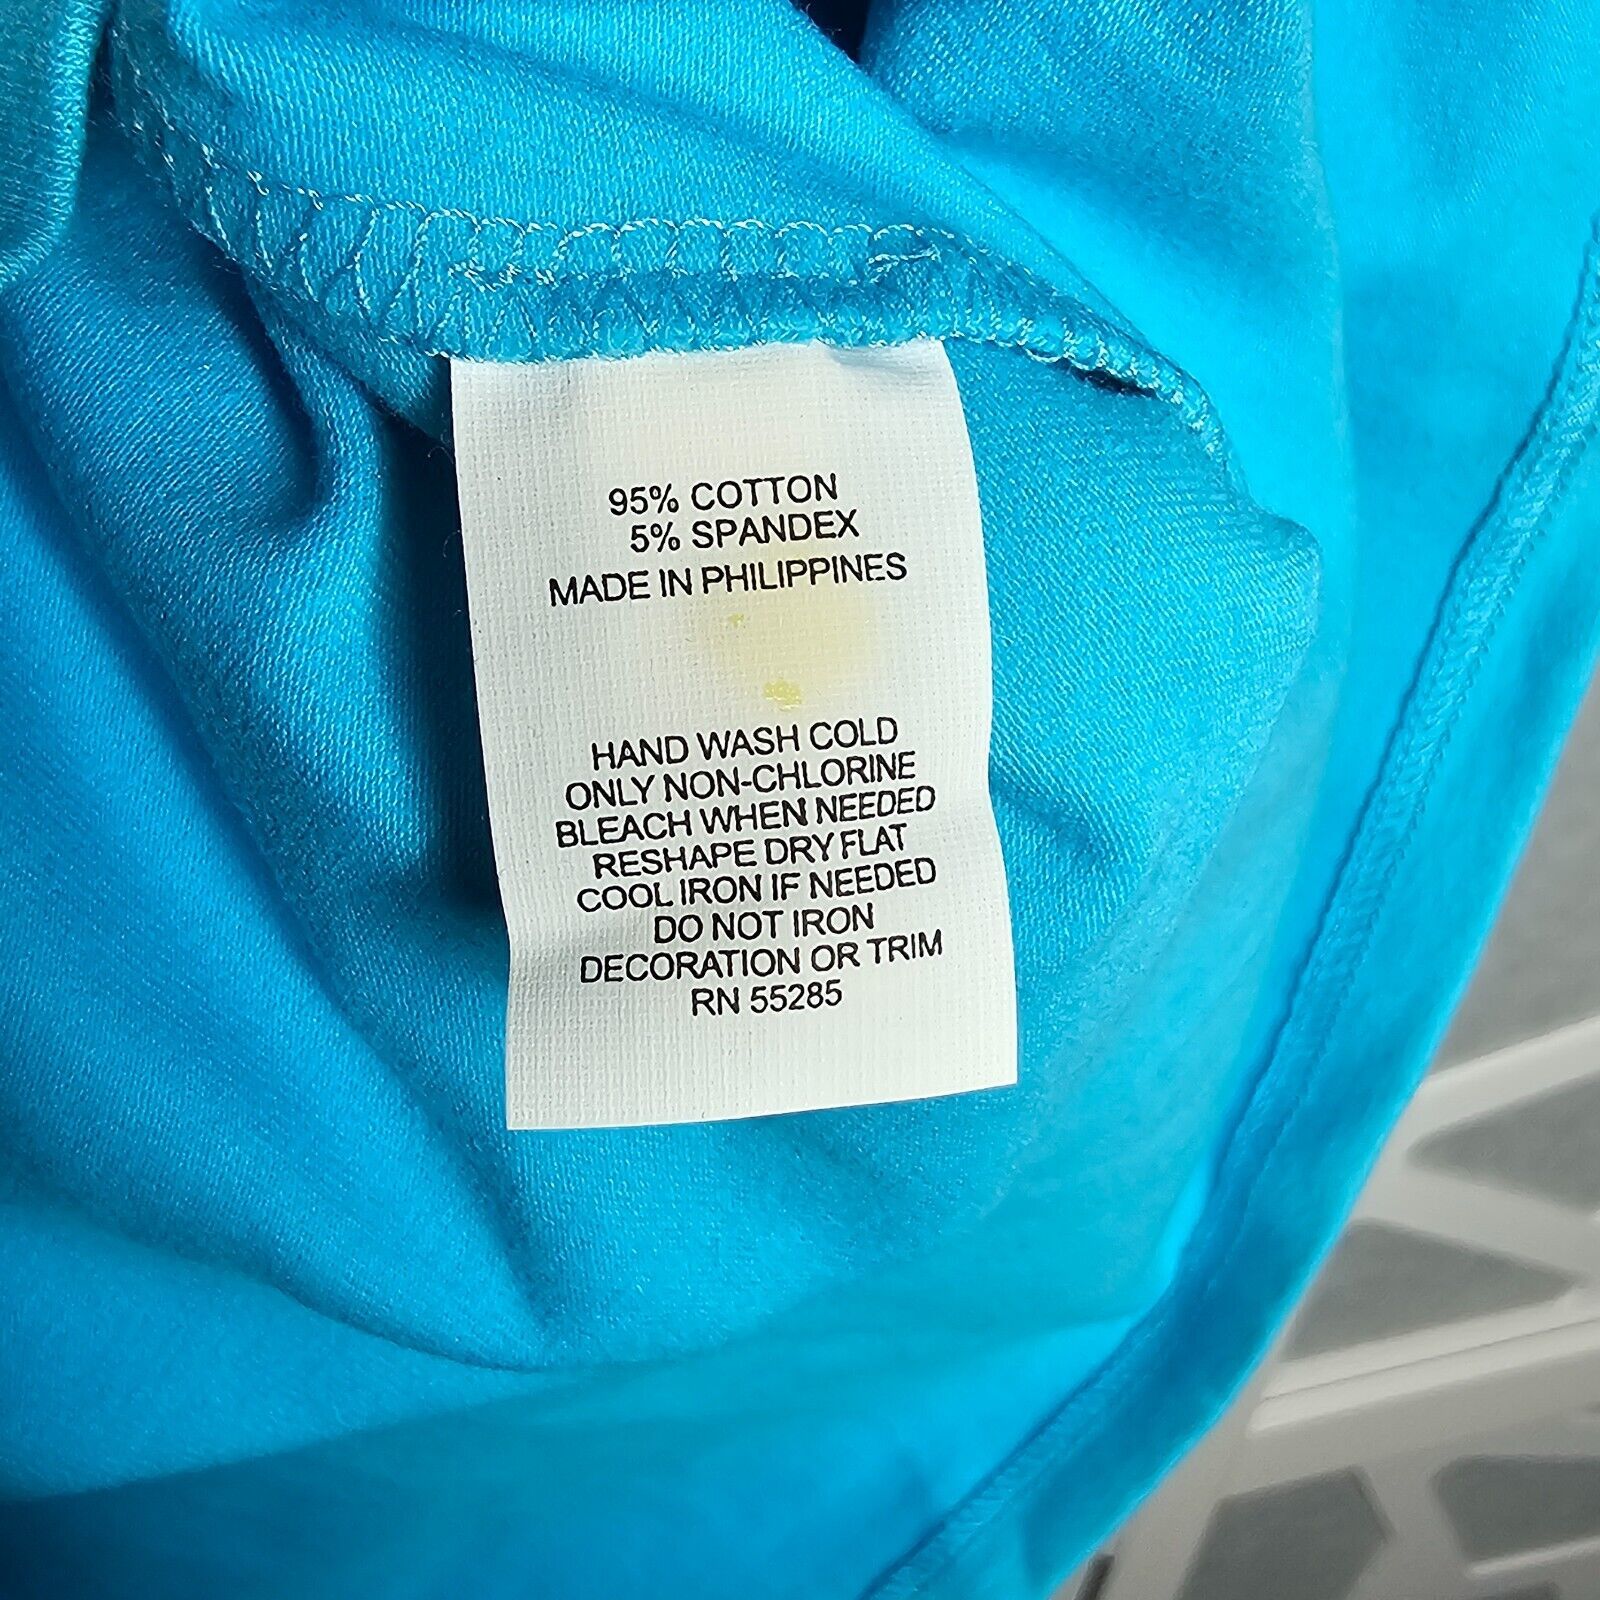 95% COTTON
5% SPANDEX
MADE IN PHILIPPINES
HAND WASH COLD
ONLY NON-CHLORINE
BLEACH WHEN NEEDED
RESHAPE DRY FLAT
COOL IRON IF NEEDED
DO NOT IRON
DECORATION OR TRIM
RN 55285